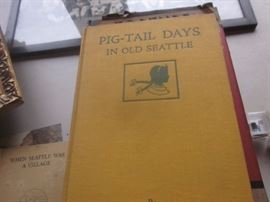 PIG-TAIL DAYS
IN OLD SEATTLE
WHEN SEATTLE WAS
A VILLAGE